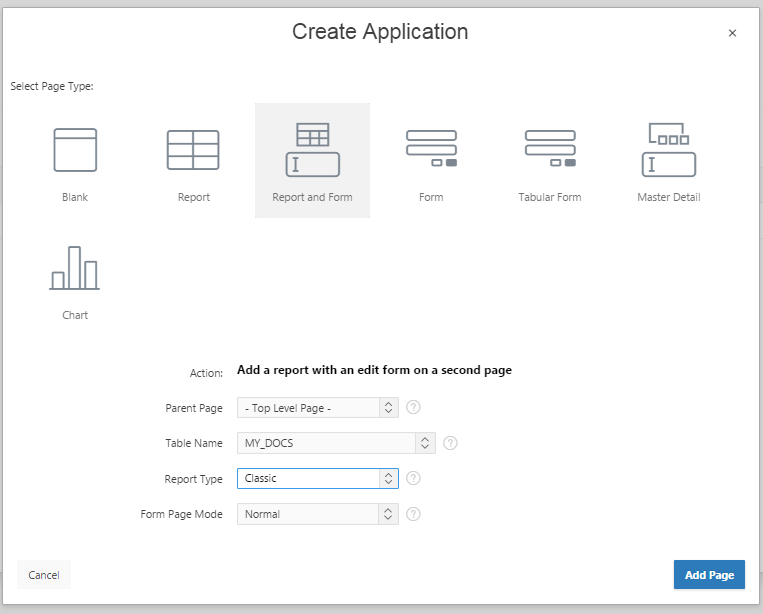 Create Application
×
Select Page Type:
Blank
Report
Report and Form
Form
Tabular Form
Master Detail
Chart
Action: Add a report with an edit form on a second page
Parent Page - Top Level Page - ?
Table Name MY_DOCS ?
Report Type Classic ?
Form Page Mode Normal ?
Cancel Add Page